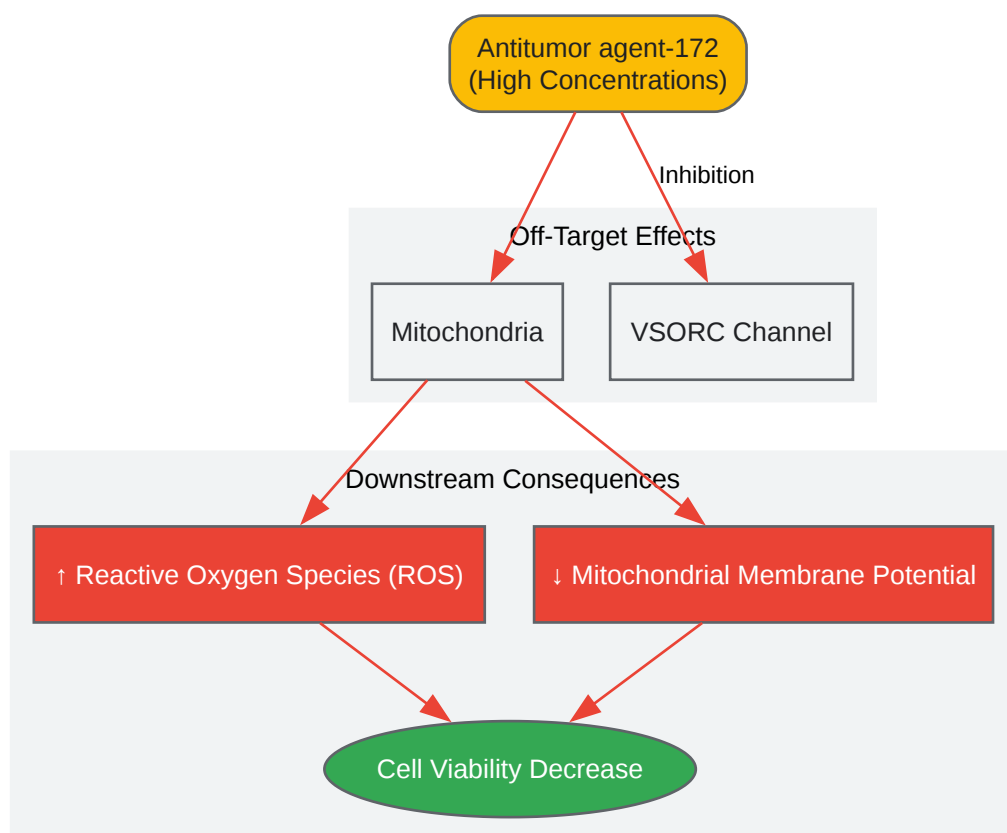 Antitumor agent-172
(High Concentrations)
Inhibition
Off-Target Effects
Mitochondria
VSORC Channel
Downstream Consequences
↑ Reactive Oxygen Species (ROS)
↓ Mitochondrial Membrane Potential
Cell Viability Decrease